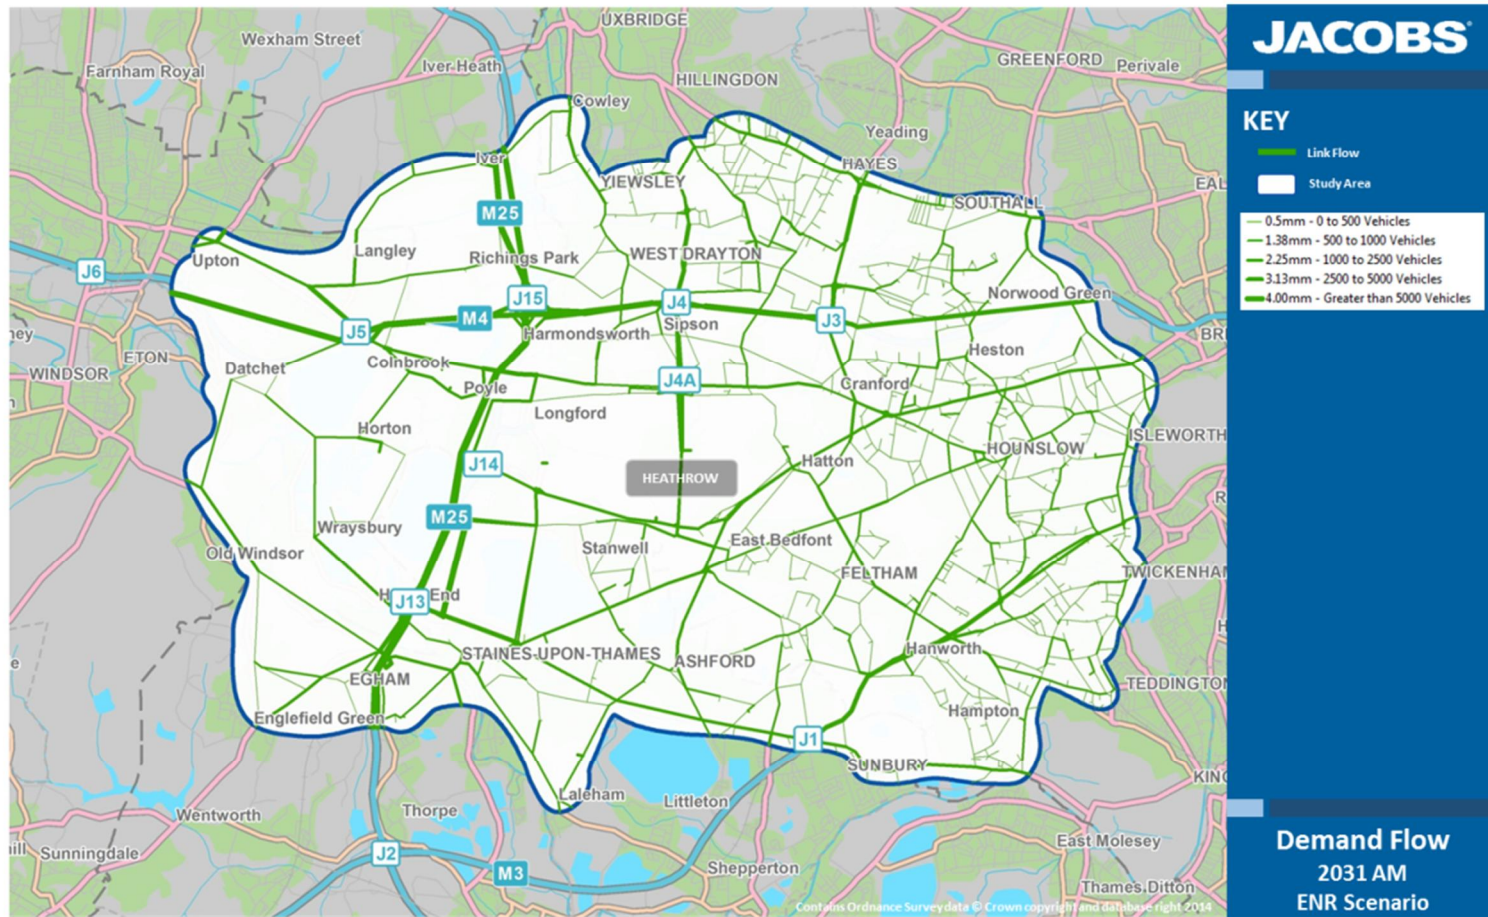 UXBRIDGE
Wexham Street
Iver Heath
Farnham Royal
HILLINGDON
GREENFORD
Perivale
Cowley
Yeading
Iver
HAYES
YIEWSLEY
EAL
SOUTHALL
M25
Langley
Richings Park
WEST DRAYTON
Upton
J6
J15
J4
Norwood Green
M4
J5
Harmondsworth
Sipson
J3
BRI
ney
ETON
WINDSOR
Datchet
Colnbrook
Heston
Poyle
J4A
Cranford
Longford
Horton
ISLEWORTH
HOUNSLOW
J14
Hatton
HEATHROW
M25
Wraysbury
Stanwell
East Bedfont
Old Windsor
FELTHAM
TWICKENHAM
J13
End
Hanworth
STAINES-UPON-THAMES
ASHFORD
EGHAM
TEDDINGTON
Englefield Green
Hampton
J1
SUNBURY
KING
Laleham
Littleton
Wentworth
Thorpe
East Molesey
Sunningdale
J2
M3
Shepperton
Thames Ditton
Contains Ordnance Survey data © Crown copyright and database right 2014
JACOBS
KEY
Link Flow
Study Area
0.5mm - 0 to 500 Vehicles
1.38mm - 500 to 1000 Vehicles
2.25mm - 1000 to 2500 Vehicles
3.13mm - 2500 to 5000 Vehicles
4.00mm - Greater than 5000 Vehicles
Demand Flow
2031 AM
ENR Scenario